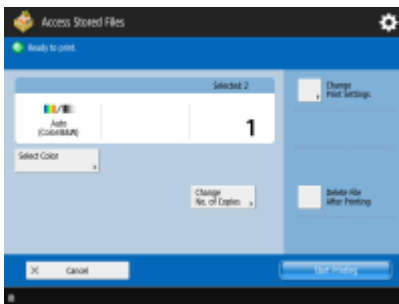 Access Stored Files
Ready to print.
Selected: 2
Change
Print Settings
Auto
(Color/B&W)
1
Select Color
Change
No. of Copies
Delete File
After Printing
Cancel
Start Printing